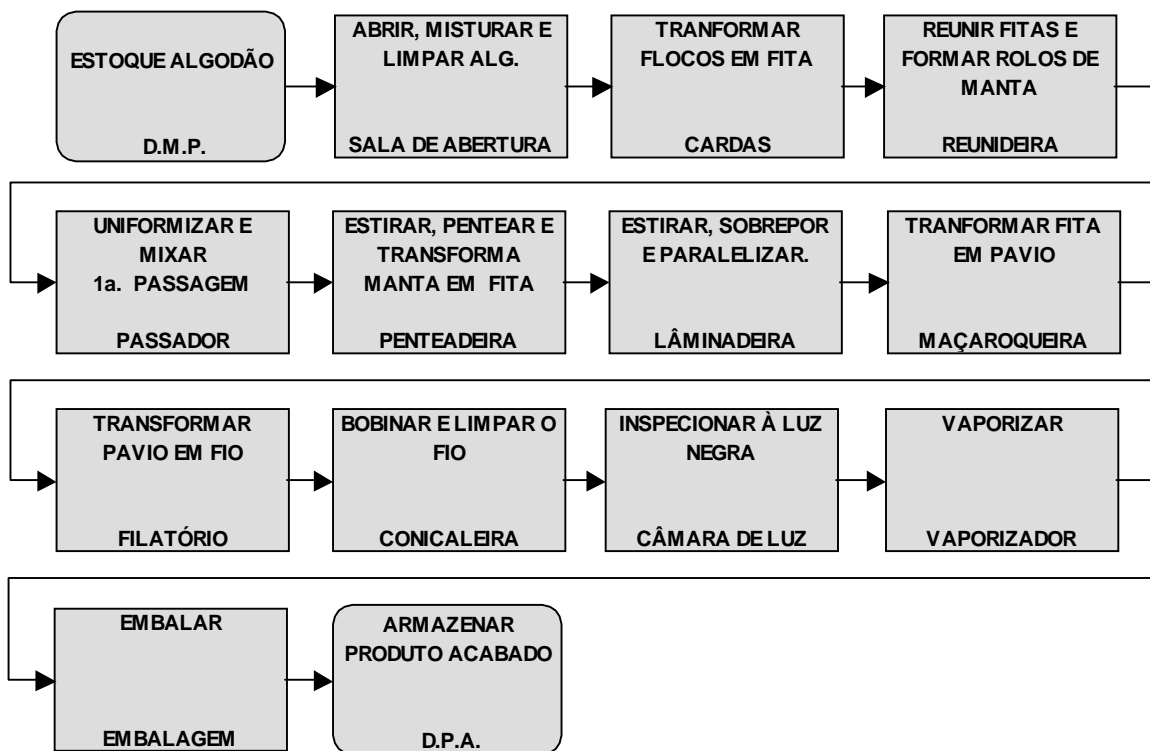 ESTOQUE ALGODÃO
D.M.P.
ABRIR, MISTURAR E
LIMPAR ALG.
SALA DE ABERTURA
TRANFORMAR
FLOCOS EM FITA
CARDAS
REUNIR FITAS E
FORMAR ROLOS DE
MANTA
REUNIDEIRA
UNIFORMIZAR E
MIXAR
1a. PASSAGEM
PASSADOR
ESTIRAR, PENTEAR E
TRANSFORMA
MANTA EM FITA
PENTEADEIRA
ESTIRAR, SOBREPOR
E PARALELIZAR.
LÂMINADEIRA
TRANFORMAR FITA
EM PAVIO
MAÇAROQUEIRA
TRANSFORMAR
PAVIO EM FIO
FILATÓRIO
BOBINAR E LIMPAR O
FIO
CONICALEIRA
INSPECIONAR À LUZ
NEGRA
CÂMARA DE LUZ
VAPORIZAR
VAPORIZADOR
EMBALAR
EMBALAGEM
ARMAZENAR
PRODUTO ACABADO
D.P.A.